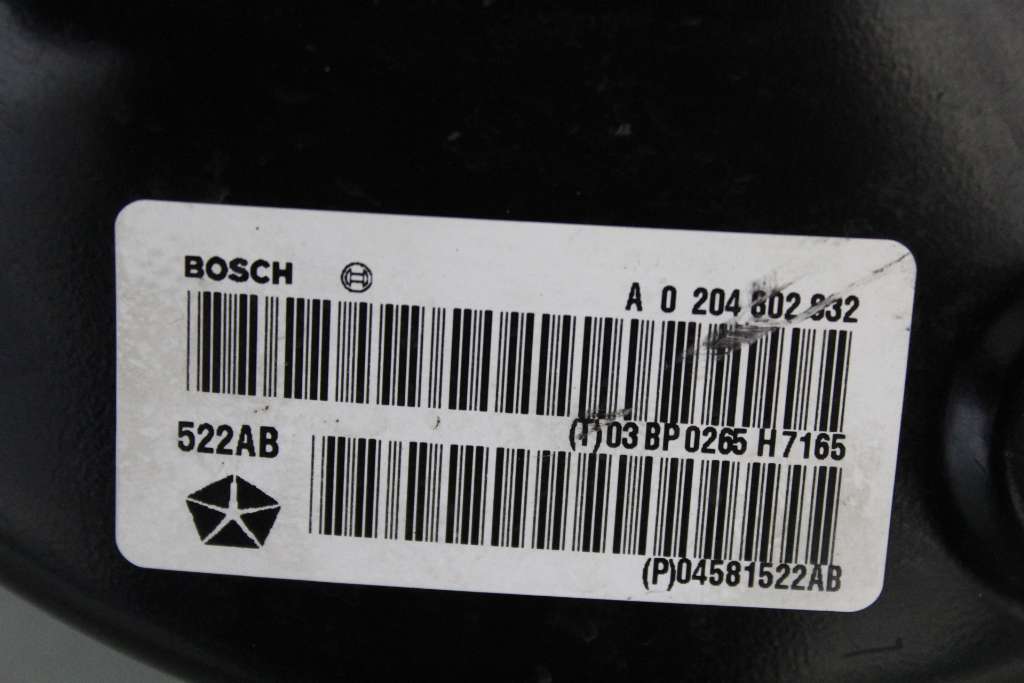 BOSCH
A 0 204 802 832
522AB
(T)03 BP 0265 H 7165
(P)04581522AB